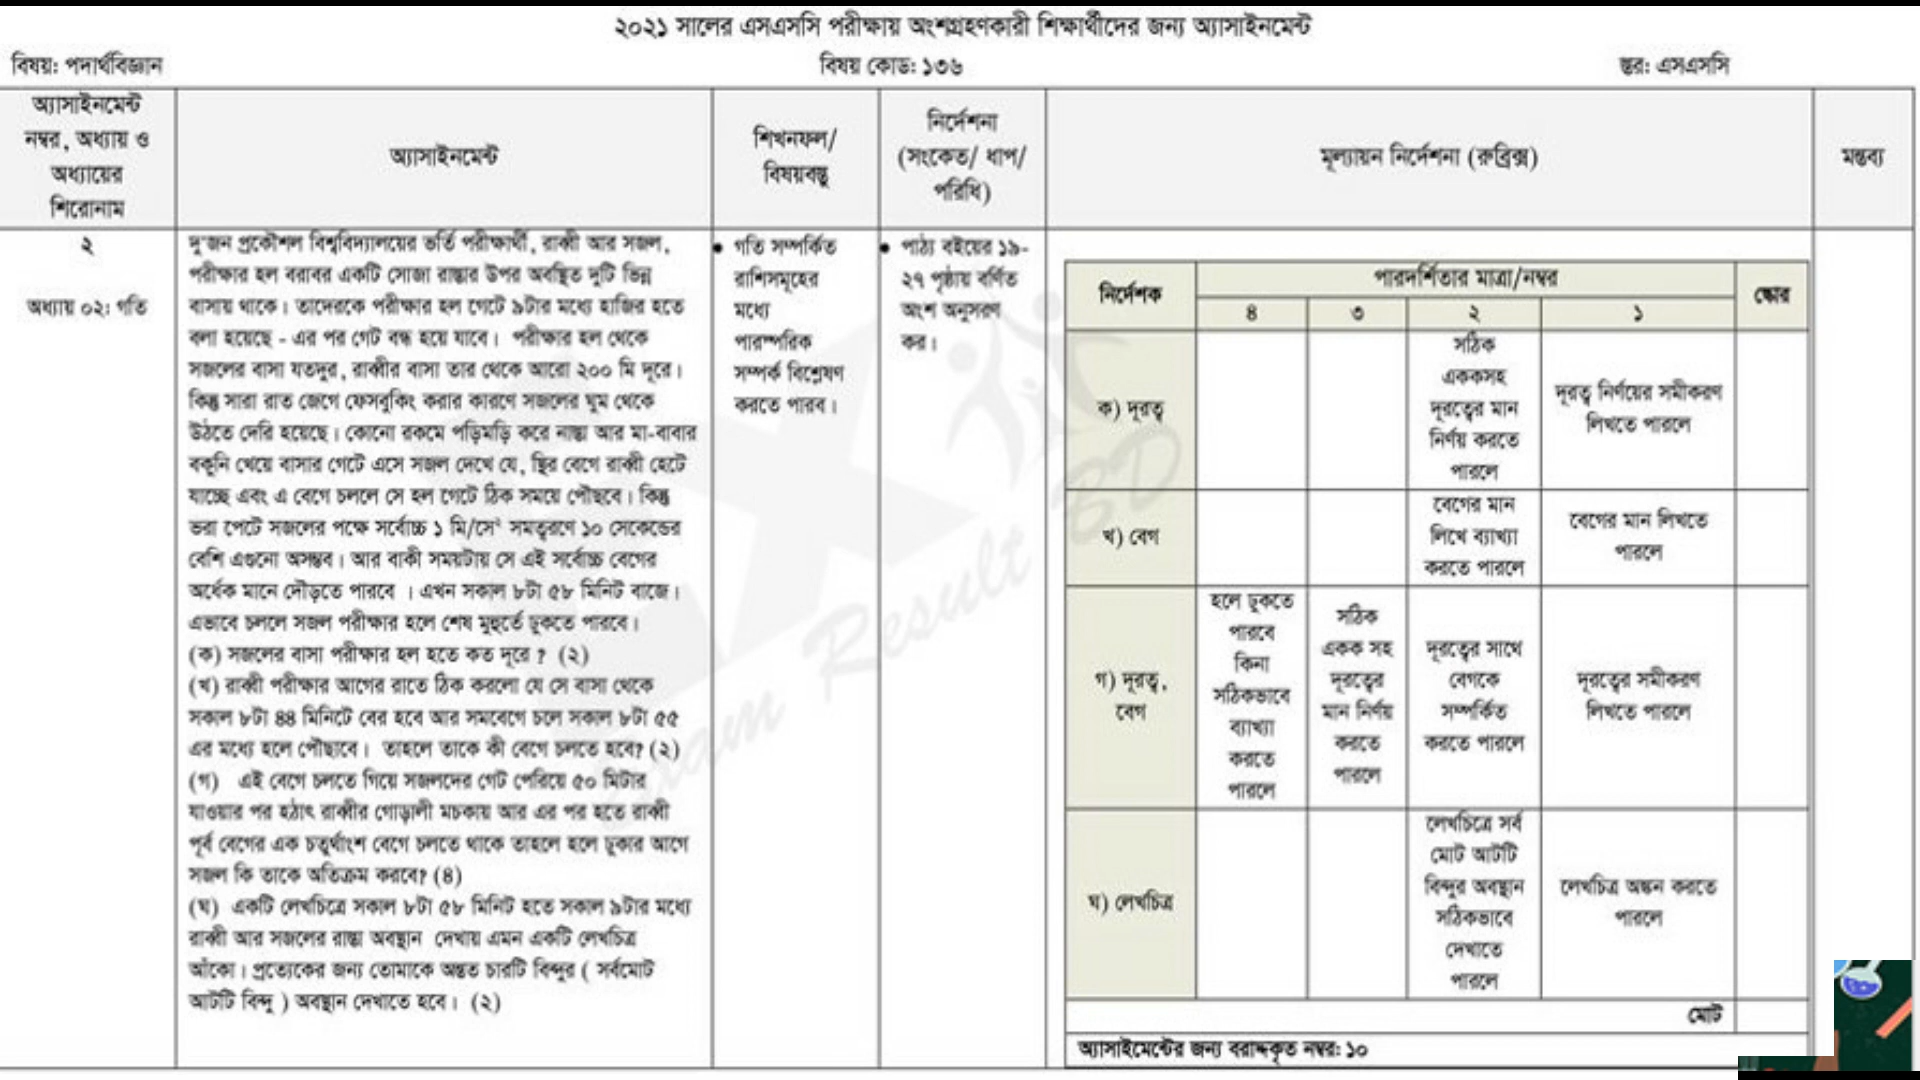 ২০২১ সালের এসএসসি পরীক্ষায় অংশগ্রহণকারী শিক্ষার্থীদের জন্য অ্যাসাইনমেন্ট
বিষয়: পদার্থবিজ্ঞান
বিষয় কোড: ১৩৬
স্তর: এসএসসি
অ্যাসাইনমেন্ট
নম্বর, অধ্যায় ও
অধ্যায়ের
শিরোনাম
অ্যাসাইনমেন্ট
শিখনফল/
বিষয়বস্তু
নির্দেশনা
(সংকেত/ ধাপ/
পরিধি)
মূল্যায়ন নির্দেশনা (রুব্রিক্স)
মন্তব্য
২
অধ্যায় ০২: গতি
দু'জন প্রকৌশল বিশ্ববিদ্যালয়ের ভর্তি পরীক্ষার্থী, রাব্বী আর সজল,
পরীক্ষার হল বরাবর একটি সোজা রাস্তার উপর অবস্থিত দুটি ভিন্ন
বাসায় থাকে। তাদেরকে পরীক্ষার হল গেটে ৯টার মধ্যে হাজির হতে
বলা হয়েছে - এর পর গেট বন্ধ হয়ে যাবে। পরীক্ষার হল থেকে
সজলের বাসা যতদুর, রাব্বীর বাসা তার থেকে আরো ২০০ মি দূরে।
কিন্তু সারা রাত জেগে ফেসবুকিং করার কারণে সজলের ঘুম থেকে
উঠতে দেরি হয়েছে। কোনো রকমে পড়িমড়ি করে নাস্তা আর মা-বাবার
বকুনি খেয়ে বাসার গেটে এসে সজল দেখে যে, স্থির বেগে রাব্বী হেটে
যাচ্ছে এবং এ বেগে চললে সে হল গেটে ঠিক সময়ে পৌছবে। কিন্তু
ভরা পেটে সজলের পক্ষে সর্বোচ্চ ১ মি/সে² সমত্বরণে ১০ সেকেন্ডের
বেশি এগুনো অসম্ভব। আর বাকী সময়টায় সে এই সর্বোচ্চ বেগের
অর্ধেক মানে দৌড়তে পারবে । এখন সকাল ৮টা ৫৮ মিনিট বাজে।
এভাবে চললে সজল পরীক্ষার হলে শেষ মুহুর্তে ঢুকতে পারবে।
(ক) সজলের বাসা পরীক্ষার হল হতে কত দূরে ? (২)
(খ) রাব্বী পরীক্ষার আগের রাতে ঠিক করলো যে সে বাসা থেকে
সকাল ৮টা ৪৪ মিনিটে বের হবে আর সমবেগে চলে সকাল ৮টা ৫৫
এর মধ্যে হলে পৌছাবে। তাহলে তাকে কী বেগে চলতে হবে? (২)
(গ) এই বেগে চলতে গিয়ে সজলদের গেট পেরিয়ে ৫০ মিটার
যাওয়ার পর হঠাৎ রাব্বীর গোড়ালী মচকায় আর এর পর হতে রাব্বী
পূর্ব বেগের এক চতুর্থাংশ বেগে চলতে থাকে তাহলে হলে ঢুকার আগে
সজল কি তাকে অতিক্রম করবে? (৪)
(ঘ) একটি লেখচিত্রে সকাল ৮টা ৫৮ মিনিট হতে সকাল ৯টার মধ্যে
রাব্বী আর সজলের রাস্তা অবস্থান দেখায় এমন একটি লেখচিত্র
আঁকো। প্রত্যেকের জন্য তোমাকে অন্তত চারটি বিন্দুর ( সর্বমোট
আটটি বিন্দু ) অবস্থান দেখাতে হবে। (২)
• গতি সম্পর্কিত
রাশিসমূহের
মধ্যে
পারস্পরিক
সম্পর্ক বিশ্লেষণ
করতে পারব।
• পাঠ্য বইয়ের ১৯-
২৭ পৃষ্ঠায় বর্ণিত
অংশ অনুসরণ
কর।
নির্দেশক
পারদর্শিতার মাত্রা/নম্বর
স্কোর
৪
৩
২
১
ক) দূরত্ব
সঠিক
এককসহ
দূরত্বের মান
নির্ণয় করতে
পারলে
দূরত্ব নির্ণয়ের সমীকরণ
লিখতে পারলে
খ) বেগ
বেগের মান
লিখে ব্যাখ্যা
করতে পারলে
বেগের মান লিখতে
পারলে
গ) দূরত্ব,
বেগ
হলে ঢুকতে
পারবে
কিনা
সঠিকভাবে
ব্যাখ্যা
করতে
পারলে
সঠিক
একক সহ
দূরত্বের
মান নির্ণয়
করতে
পারলে
দূরত্বের সাথে
বেগকে
সম্পর্কিত
করতে পারলে
দূরত্বের সমীকরণ
লিখতে পারলে
ঘ) লেখচিত্র
লেখচিত্রে সর্ব
মোট আটটি
বিন্দুর অবস্থান
সঠিকভাবে
দেখাতে
পারলে
লেখচিত্র অঙ্কন করতে
পারলে
মোট
অ্যাসাইমেন্টের জন্য বরাদ্দকৃত নম্বর: ১০
Exam Result BD